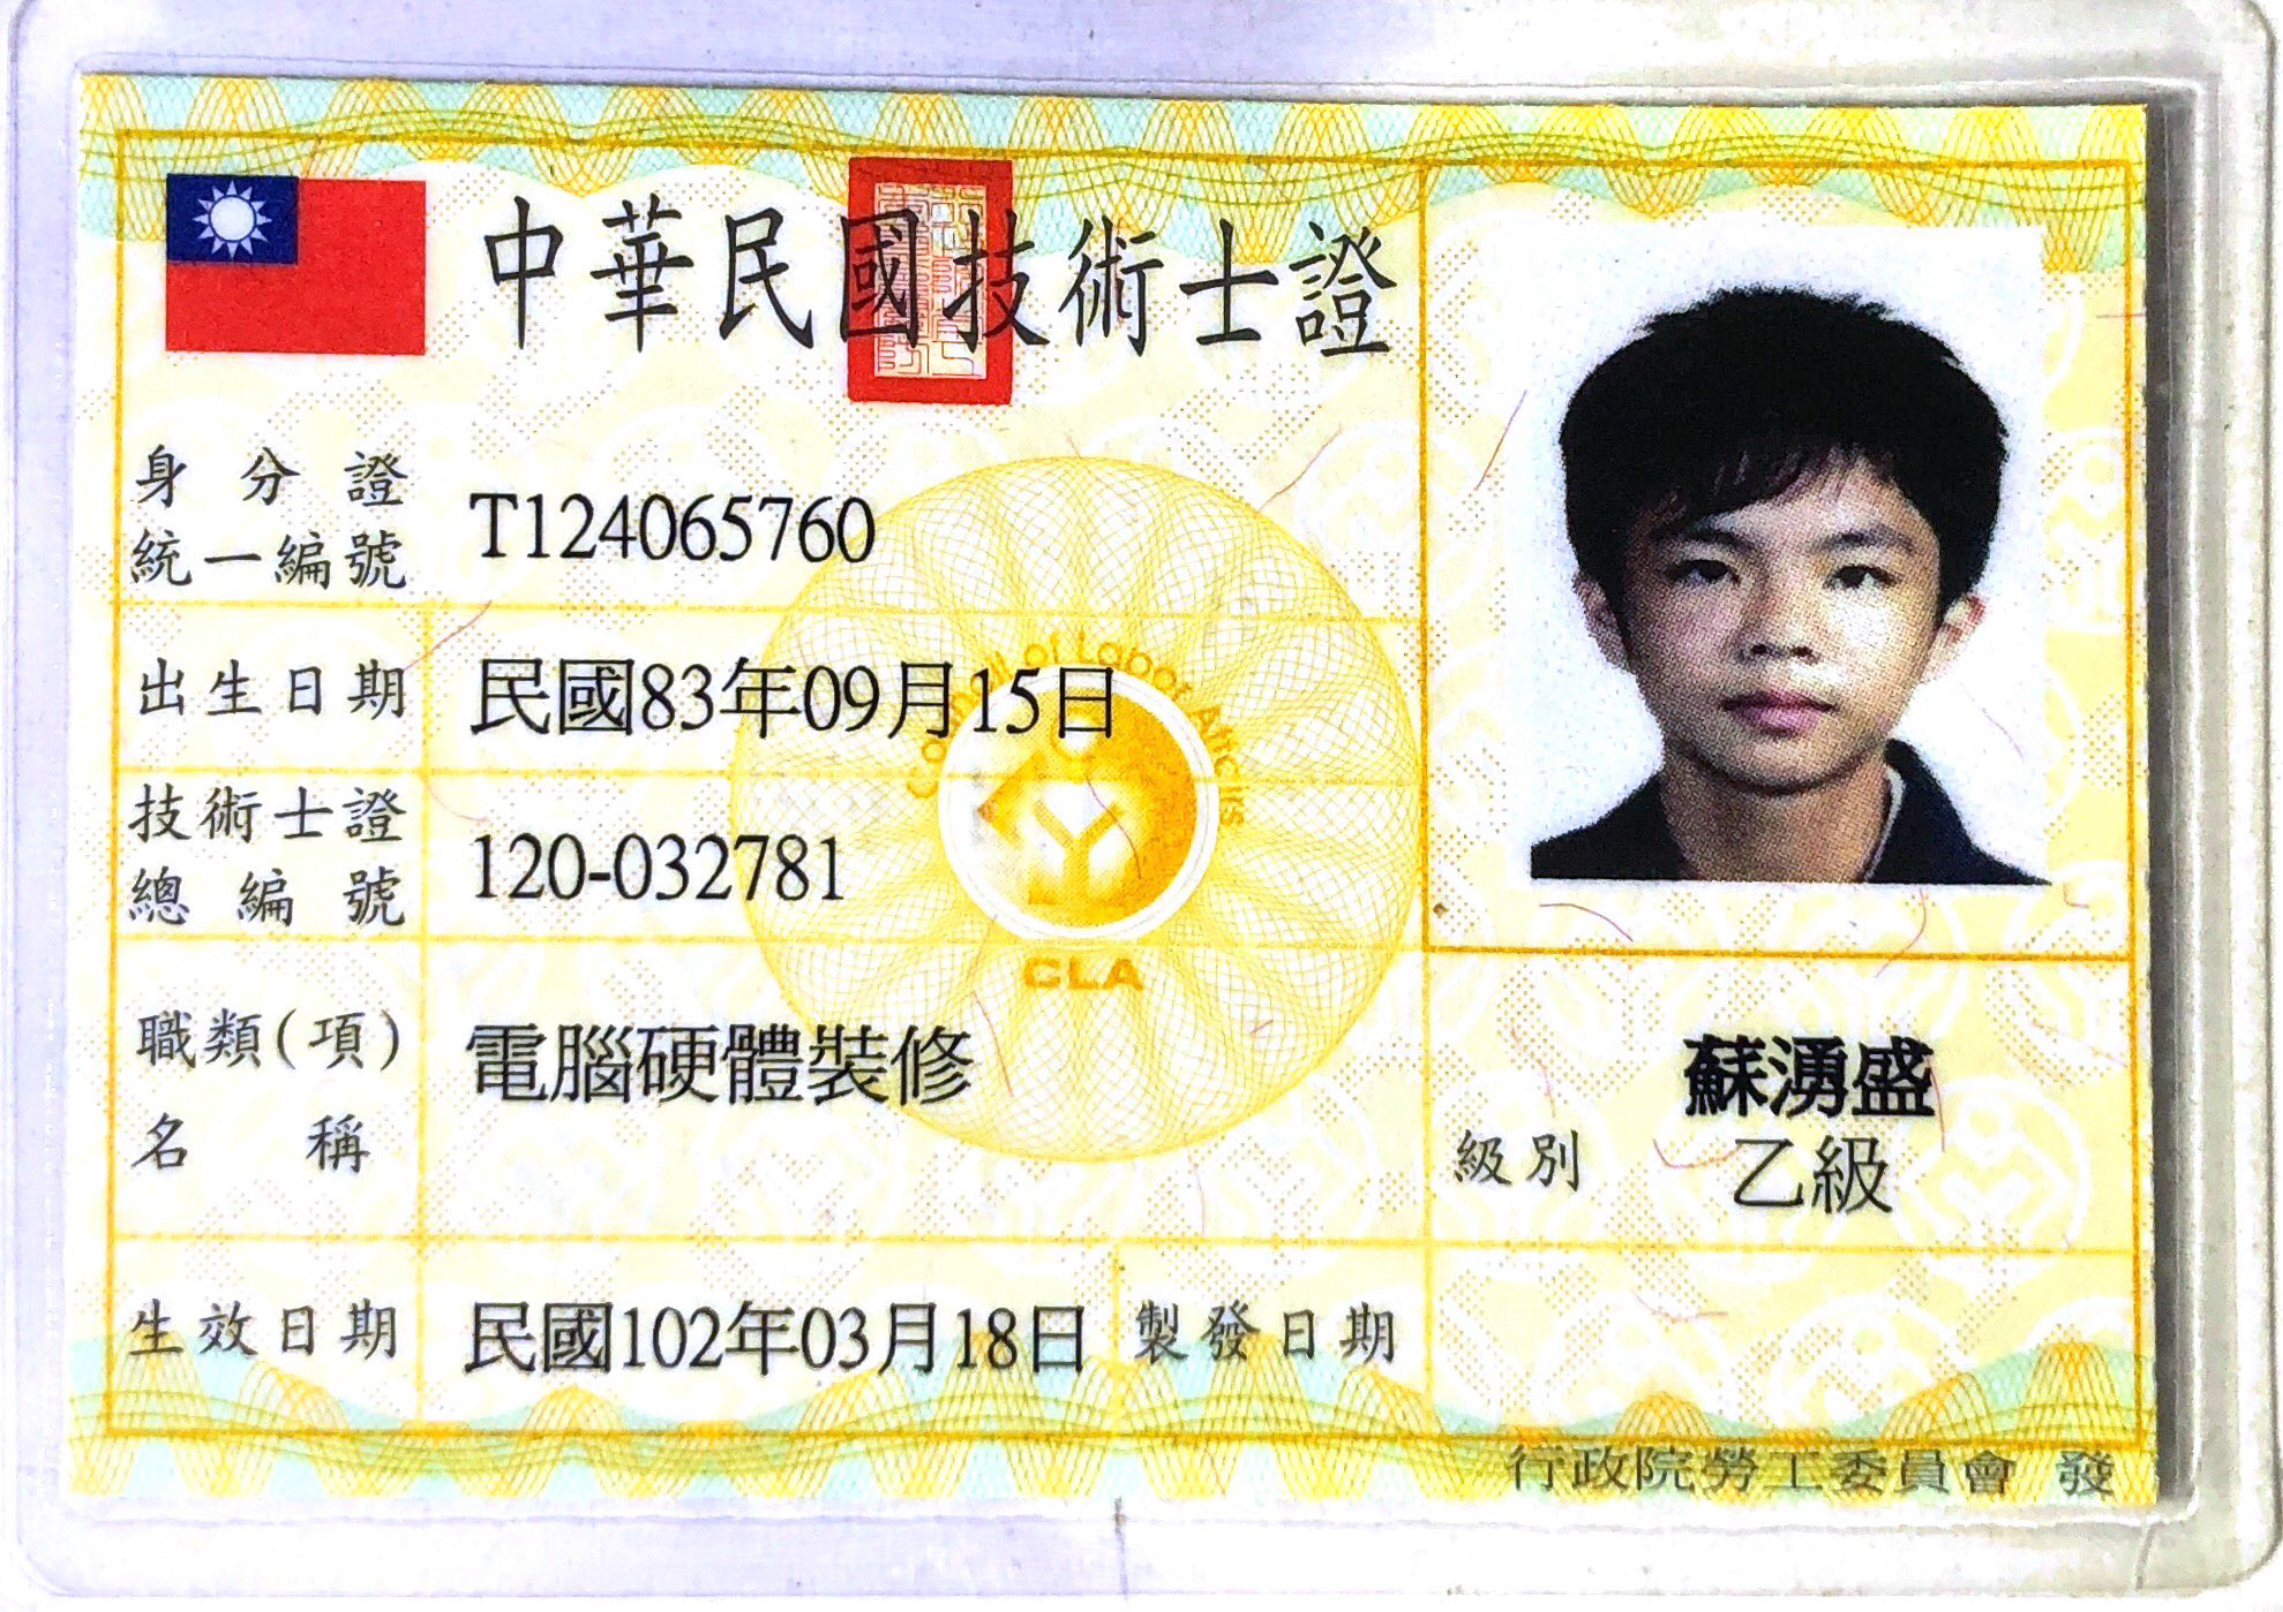 中華民國技術士證
身分證
統一編號
T124065760
出生日期
民國83年09月15日
技術士證
總編號
120-032781
職類(項)
名稱
電腦硬體裝修
蘇湧盛
級別
乙級
生效日期
民國102年03月18日
製發日期
Council of Labor Affairs
CLA
行政院勞工委員會 發